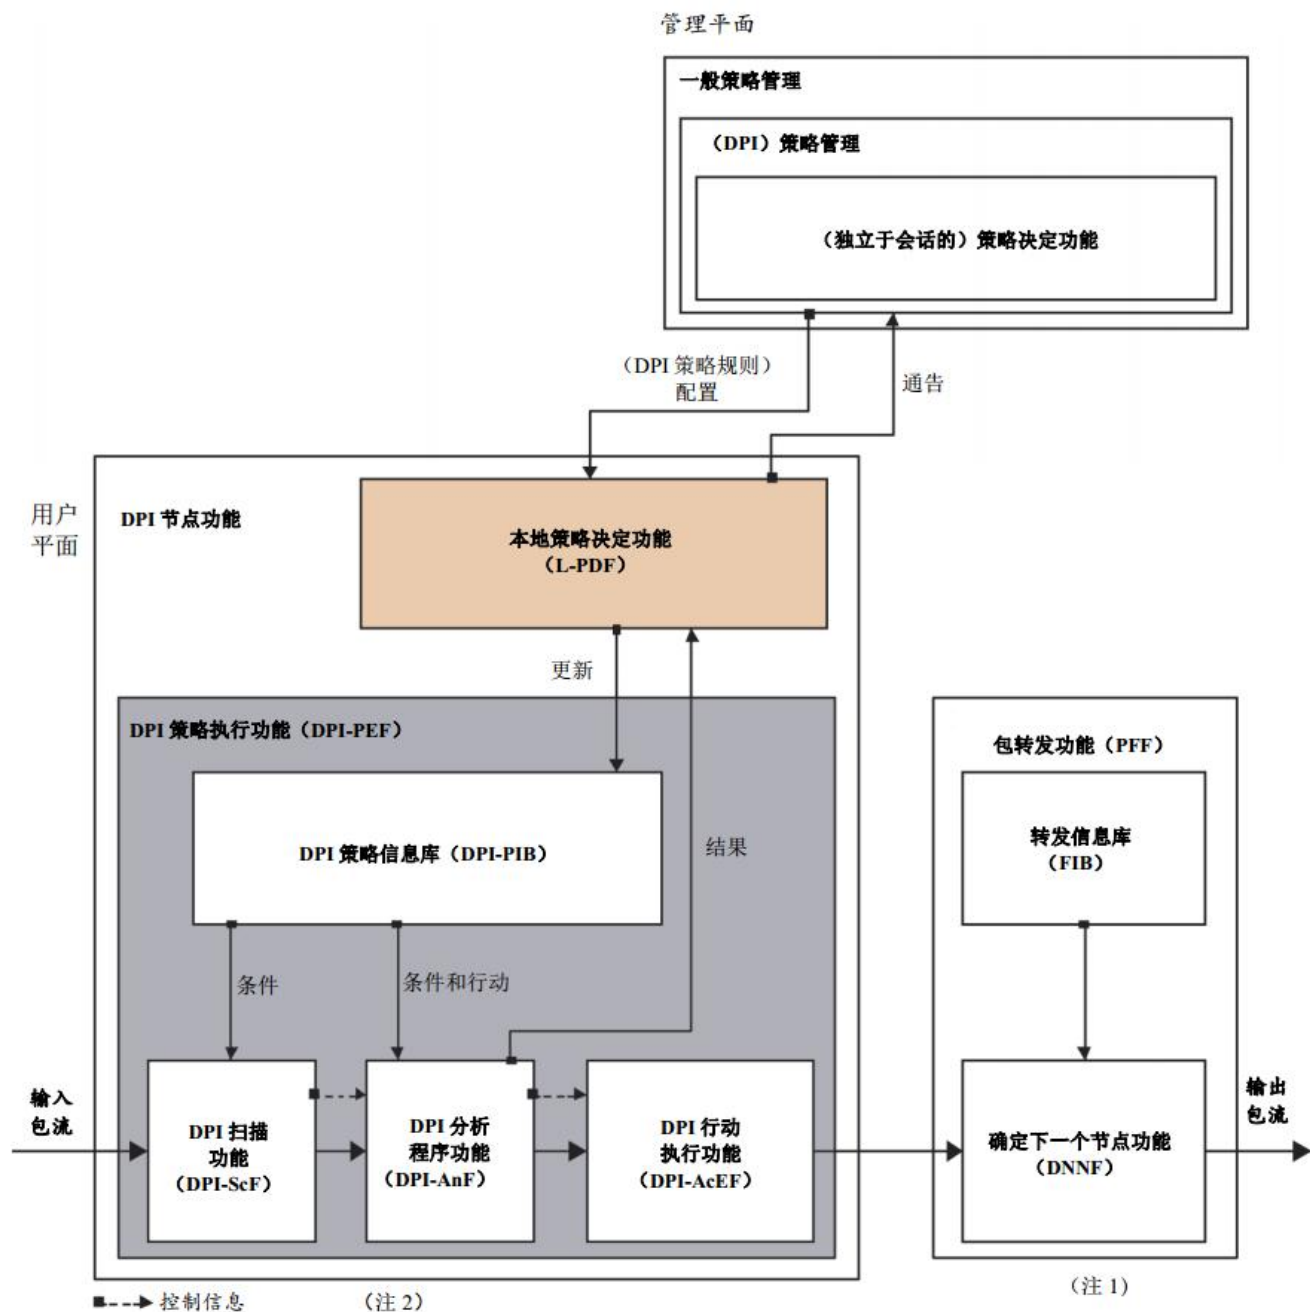 管理平面
一般策略管理
（DPI）策略管理
（独立于会话的）策略决定功能
（DPI 策略规则）
配置
通告
用户
平面
DPI 节点功能
本地策略决定功能
（L-PDF）
更新
DPI 策略执行功能（DPI-PEF）
包转发功能（PFF）
DPI 策略信息库（DPI-PIB）
结果
转发信息库
（FIB）
条件
条件和行动
输入
包流
DPI 扫描
功能
（DPI-ScF）
DPI 分析
程序功能
（DPI-AnF）
DPI 行动
执行功能
（DPI-AcEF）
确定下一个节点功能
（DNNF）
输出
包流
控制信息
（注 2）
（注 1）